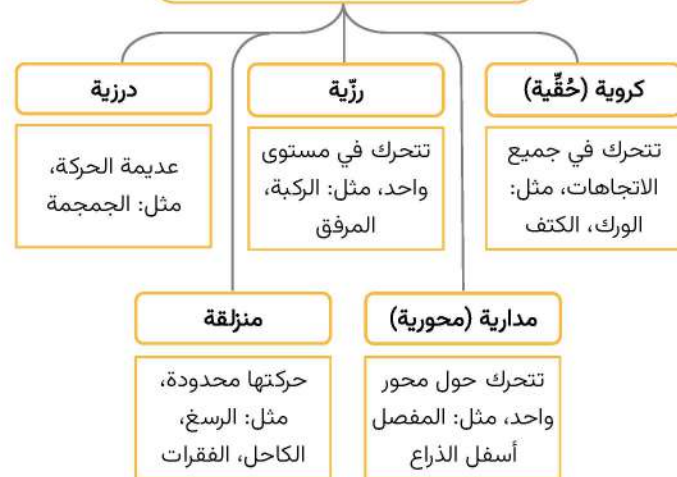 كروية (حُقِّية)
تتحرك في جميع
الاتجاهات، مثل:
الورك، الكتف
رزّية
تتحرك في مستوى
واحد، مثل: الركبة،
المرفق
درزية
عديمة الحركة،
مثل: الجمجمة
مدارية (محورية)
تتحرك حول محور
واحد، مثل: المفصل
أسفل الذراع
منزلقة
حركتها محدودة،
مثل: الرسغ،
الكاحل، الفقرات